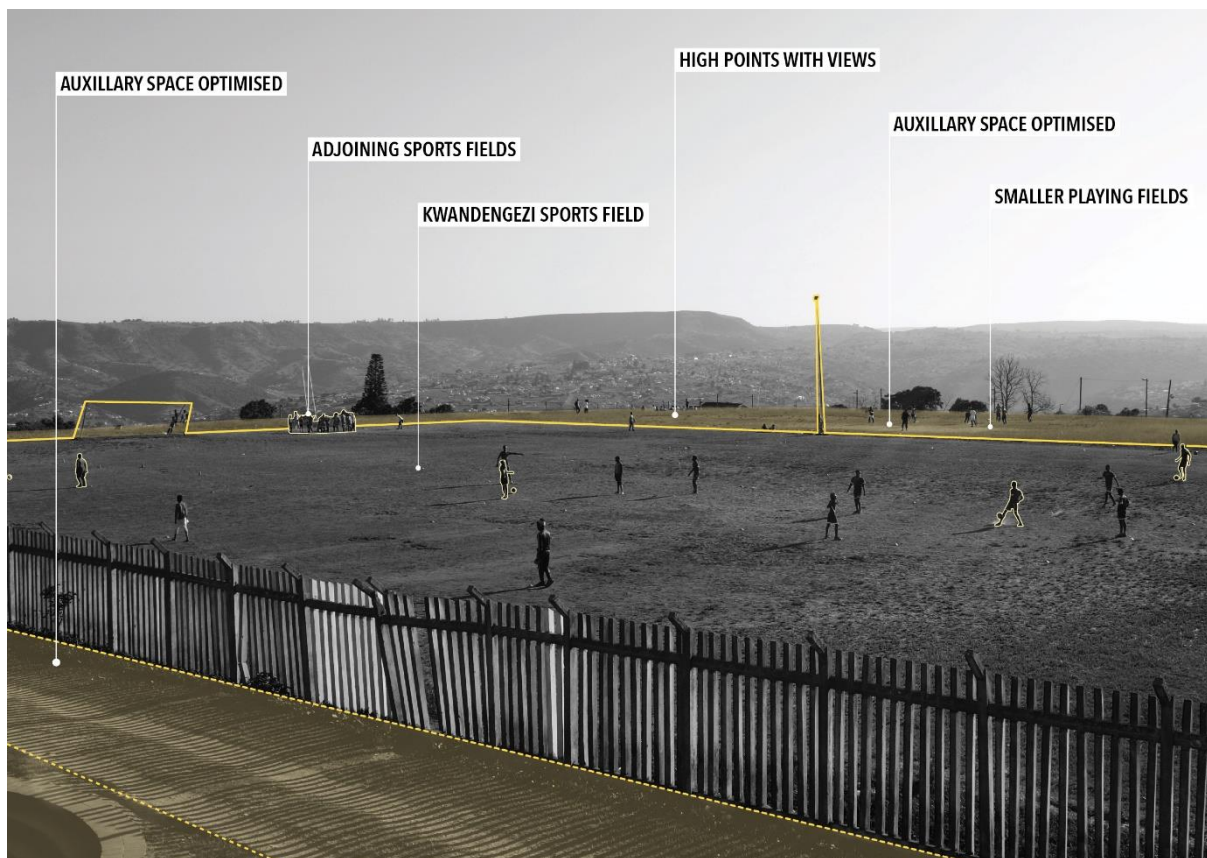 HIGH POINTS WITH VIEWS
AUXILLARY SPACE OPTIMISED
AUXILLARY SPACE OPTIMISED
ADJOINING SPORTS FIELDS
SMALLER PLAYING FIELDS
KWANDENGEZI SPORTS FIELD